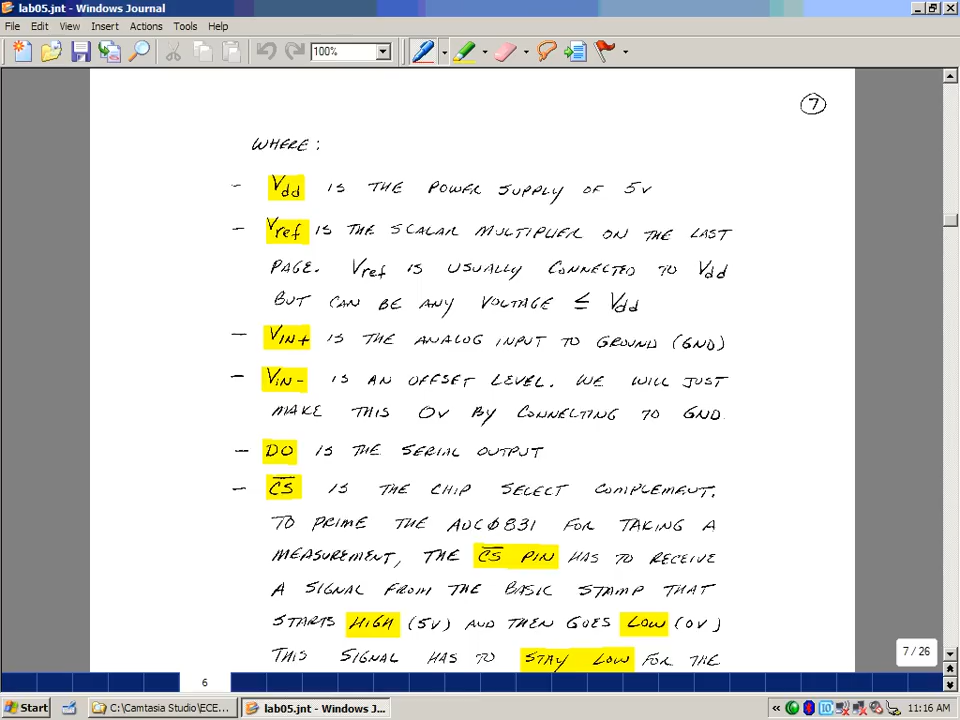 lab05.jnt - Windows Journal
File Edit View Insert Actions Tools Help
100%
7
WHERE:
- Vdd IS THE POWER SUPPLY OF 5V
- Vref IS THE SCALAR MULTIPLIER ON THE LAST
PAGE. Vref IS USUALLY CONNECTED TO Vdd
BUT CAN BE ANY VOLTAGE ≤ Vdd
- VIN+ IS THE ANALOG INPUT TO GROUND (GND)
- VIN- IS AN OFFSET LEVEL. WE WILL JUST
MAKE THIS 0V BY CONNECTING TO GND
- DO IS THE SERIAL OUTPUT
- C̅S̅ IS THE CHIP SELECT COMPLEMENT.
TO PRIME THE ADC0831 FOR TAKING A
MEASUREMENT, THE C̅S̅ PIN HAS TO RECEIVE
A SIGNAL FROM THE BASIC STAMP THAT
STARTS HIGH (5V) AND THEN GOES LOW (0V)
THIS SIGNAL HAS TO STAY LOW FOR THE
7 / 26
6
Start C:\Camtasia Studio\ECE... lab05.jnt - Windows J... « 11:16 AM